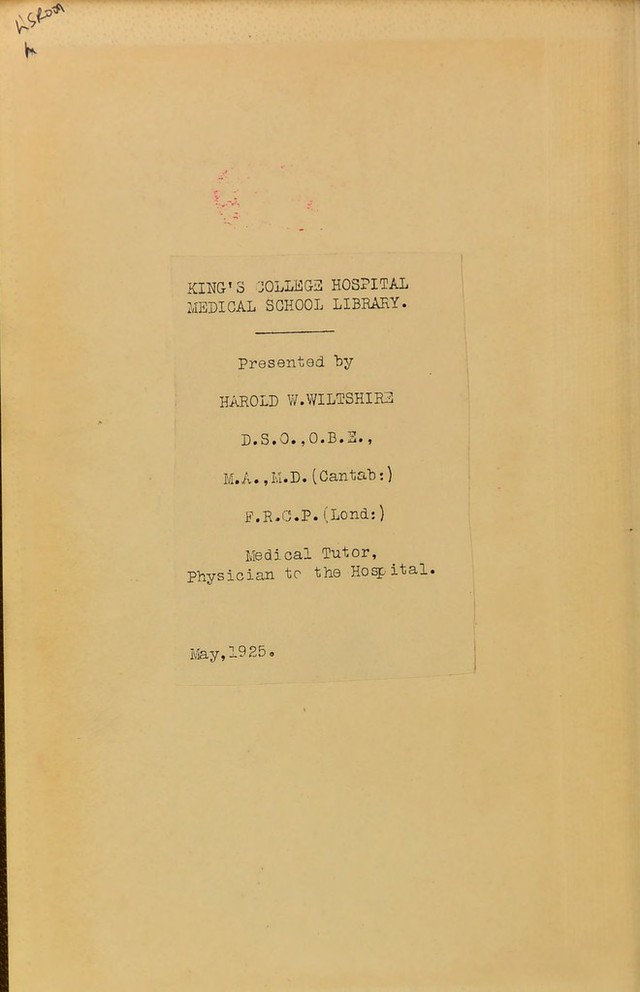 KING'S COLLEGE HOSPITAL
MEDICAL SCHOOL LIBRARY.
Presented by
HAROLD W.WILTSHIRE
D.S.O.,O.B.E.,
M.A.,M.D.(Cantab:)
F.R.C.P.(Lond:)
Medical Tutor,
Physician to the Hospital.
May,1925.